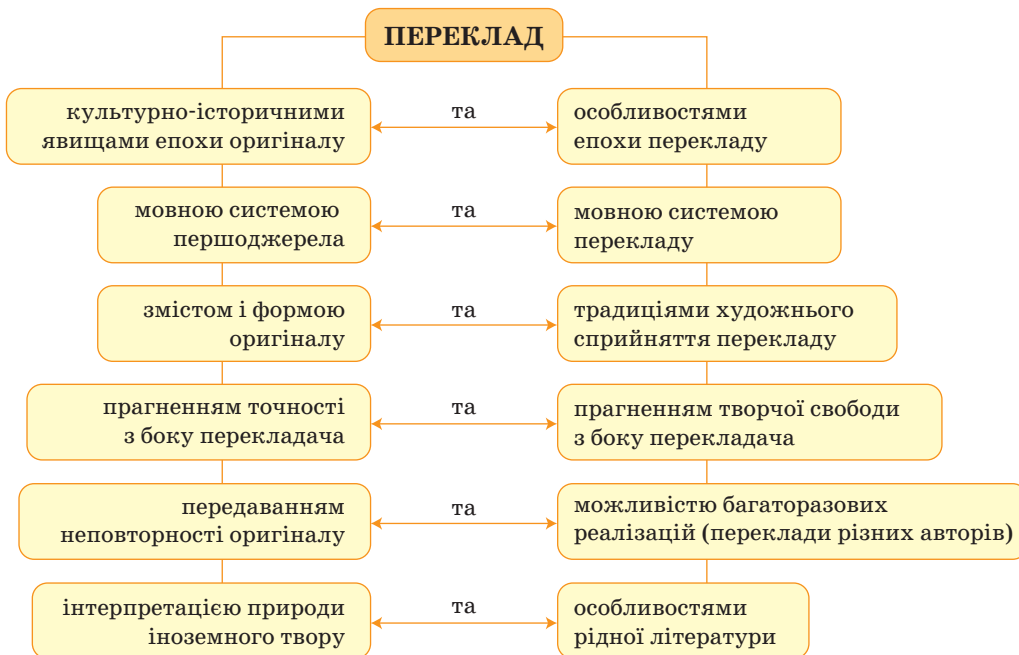 ПЕРЕКЛАД
культурно-історичними
явищами епохи оригіналу
та
особливостями
епохи перекладу
мовною системою
першоджерела
та
мовною системою
перекладу
змістом і формою
оригіналу
та
традиціями художнього
сприйняття перекладу
прагненням точності
з боку перекладача
та
прагненням творчої свободи
з боку перекладача
передаванням
неповторності оригіналу
та
можливістю багаторазових
реалізацій (переклади різних авторів)
інтерпретацією природи
іноземного твору
та
особливостями
рідної літератури